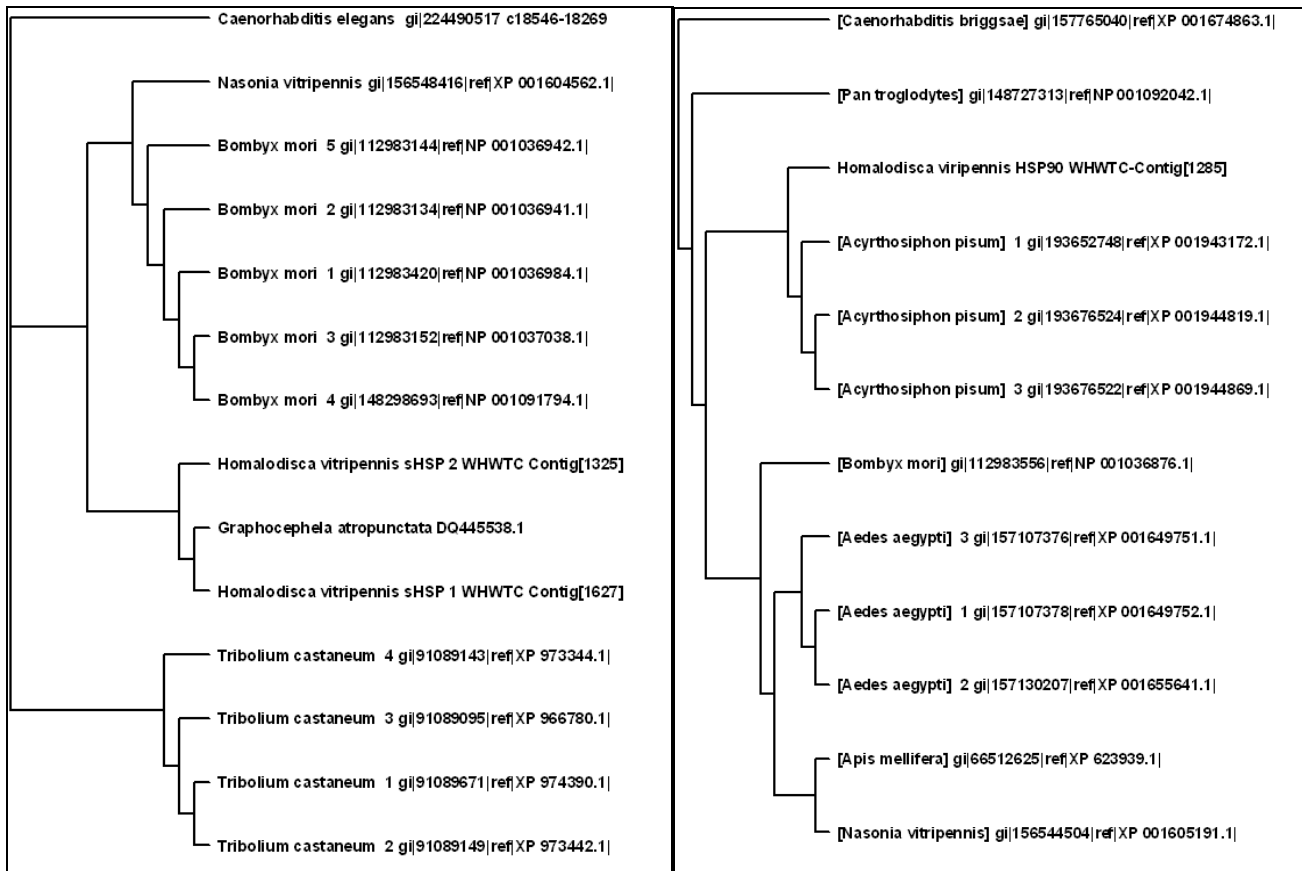 Caenorhabditis elegans gi|224490517 c18546-18269
Nasonia vitripennis gi|156548416|ref|XP 001604562.1|
Bombyx mori 5 gi|112983144|ref|NP 001036942.1|
Bombyx mori 2 gi|112983134|ref|NP 001036941.1|
Bombyx mori 1 gi|112983420|ref|NP 001036984.1|
Bombyx mori 3 gi|112983152|ref|NP 001037038.1|
Bombyx mori 4 gi|148298693|ref|NP 001091794.1|
Homalodisca vitripennis sHSP 2 WHWTC Contig[1325]
Graphocephela atropunctata DQ445538.1
Homalodisca vitripennis sHSP 1 WHWTC Contig[1627]
Tribolium castaneum 4 gi|91089143|ref|XP 973344.1|
Tribolium castaneum 3 gi|91089095|ref|XP 966780.1|
Tribolium castaneum 1 gi|91089671|ref|XP 974390.1|
Tribolium castaneum 2 gi|91089149|ref|XP 973442.1|
[Caenorhabditis briggsae] gi|157765040|ref|XP 001674863.1|
[Pan troglodytes] gi|148727313|ref|NP 001092042.1|
Homalodisca viripennis HSP90 WHWTC-Contig[1285]
[Acyrthosiphon pisum] 1 gi|193652748|ref|XP 001943172.1|
[Acyrthosiphon pisum] 2 gi|193676524|ref|XP 001944819.1|
[Acyrthosiphon pisum] 3 gi|193676522|ref|XP 001944869.1|
[Bombyx mori] gi|112983556|ref|NP 001036876.1|
[Aedes aegypti] 3 gi|157107376|ref|XP 001649751.1|
[Aedes aegypti] 1 gi|157107378|ref|XP 001649752.1|
[Aedes aegypti] 2 gi|157130207|ref|XP 001655641.1|
[Apis mellifera] gi|66512625|ref|XP 623939.1|
[Nasonia vitripennis] gi|156544504|ref|XP 001605191.1|